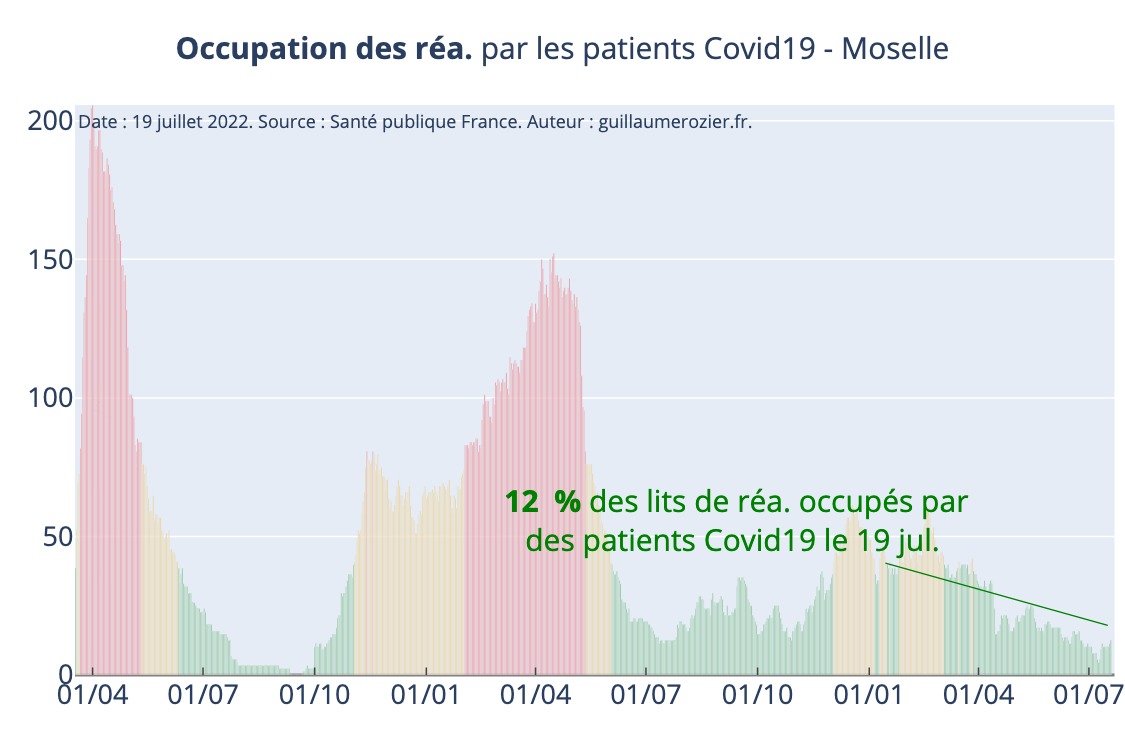 Occupation des réa. par les patients Covid19 - Moselle
200
Date : 19 juillet 2022. Source : Santé publique France. Auteur : guillaumerozier.fr.
150
100
12 % des lits de réa. occupés par
des patients Covid19 le 19 jul.
50
0
01/04 01/07 01/10 01/01 01/04 01/07 01/10 01/01 01/04 01/07